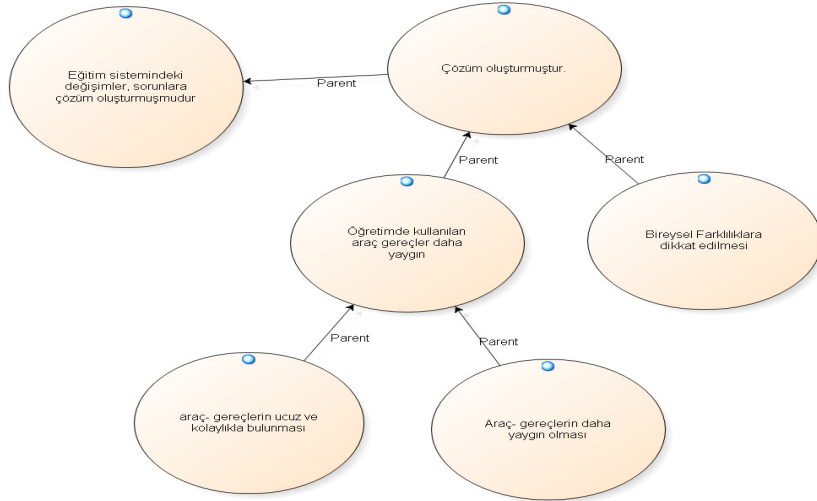 Eğitim sistemindeki
değişimler, sorunlara
çözüm oluşturmuşmudur
Parent
Çözüm oluşturmuştur.
Parent
Parent
Öğretimde kullanılan
araç gereçler daha
yaygın
Bireysel Farklılıklara
dikkat edilmesi
Parent
Parent
araç- gereçlerin ucuz ve
kolaylıkla bulunması
Araç- gereçlerin daha
yaygın olması